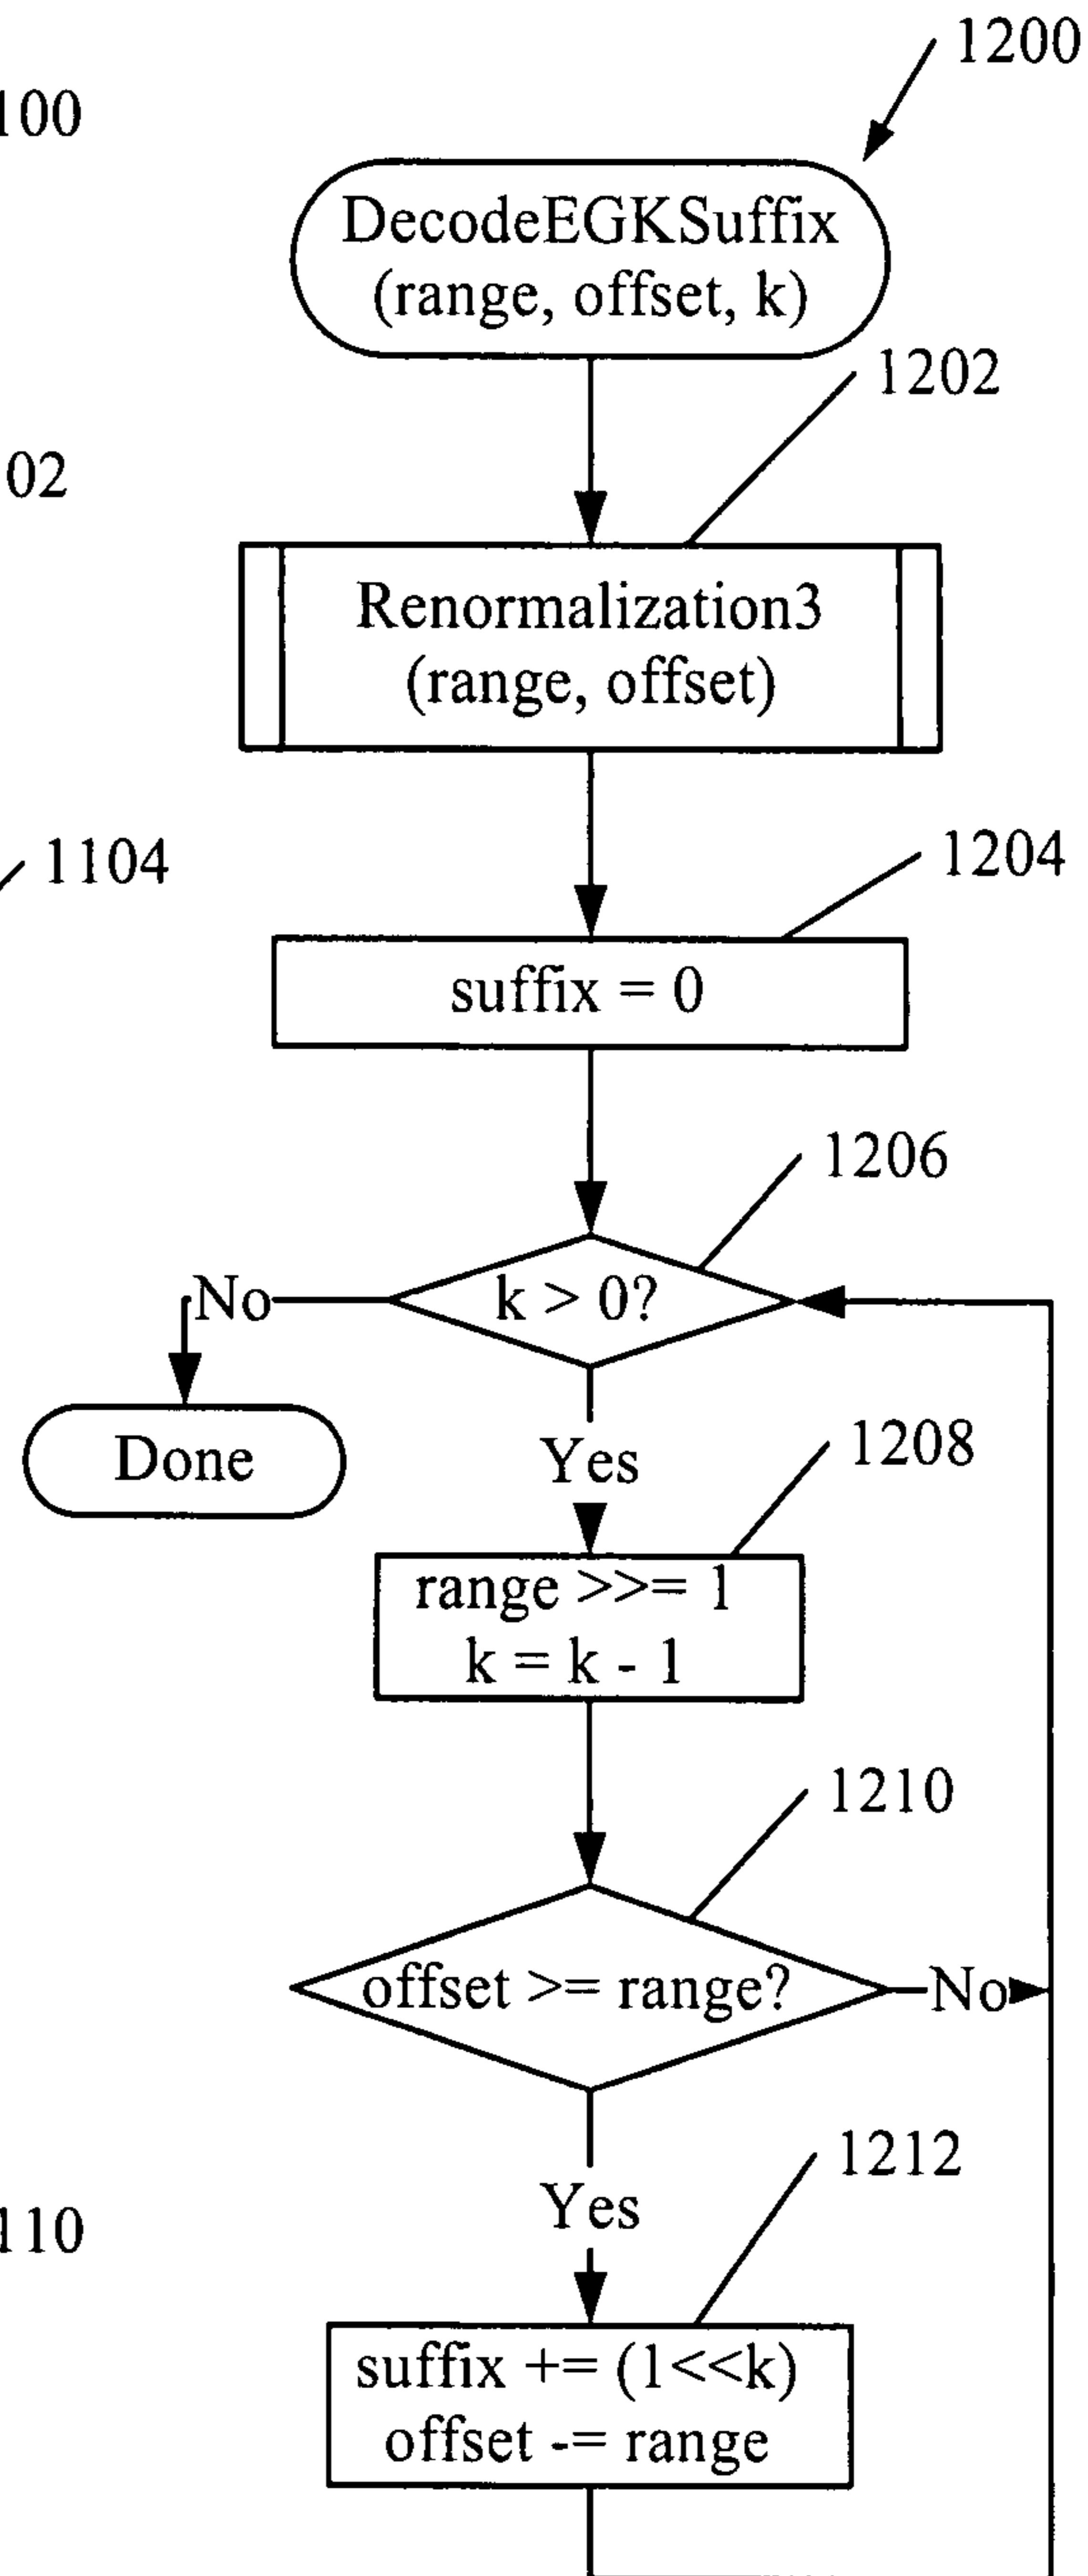 1200
100
DecodeEGKSuffix
(range, offset, k)
1202
02
Renormalization3
(range, offset)
1104
1204
suffix = 0
1206
k > 0?
No
Done
Yes
1208
range >>= 1
k = k - 1
1210
offset >= range?
No
1212
Yes
110
suffix += (1<<k)
offset -= range